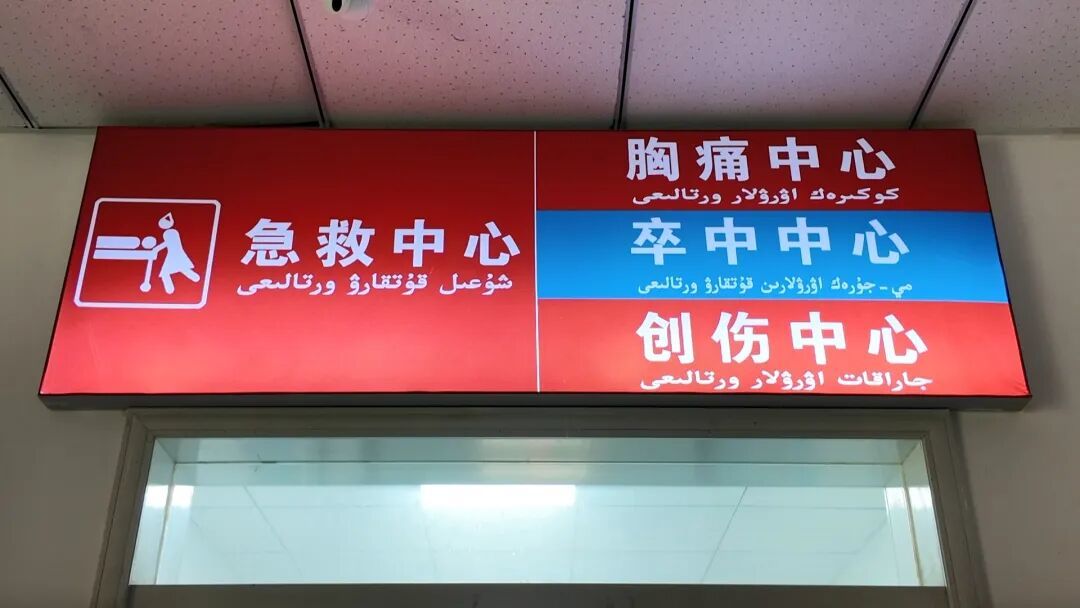 急救中心
شۇعىل قۇتقارۋ ورتالىعى
胸痛中心
كوكىرەك اۋرۋلار ورتالىعى
卒中中心
مي - جۇرەك اۋرۋلارىن قۇتقارۋ ورتالىعى
创伤中心
جاراقات اۋرۋلار ورتالىعى